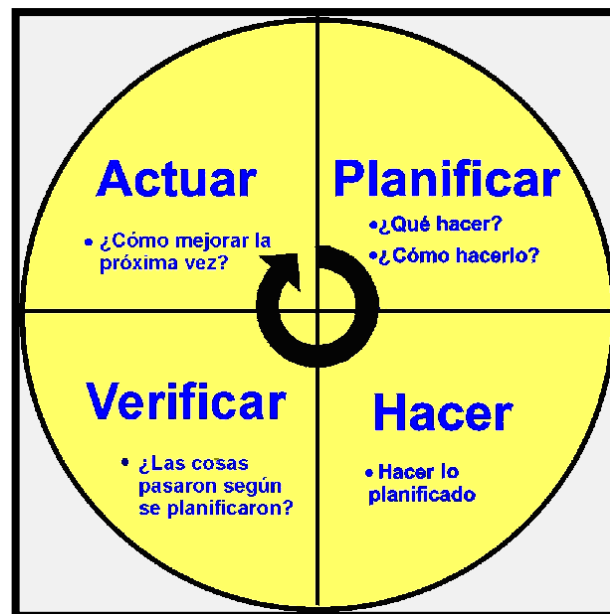 Actuar
• ¿Cómo mejorar la
próxima vez?
Planificar
•¿Qué hacer?
•¿Cómo hacerlo?
Verificar
• ¿Las cosas
pasaron según
se planificaron?
Hacer
• Hacer lo
planificado